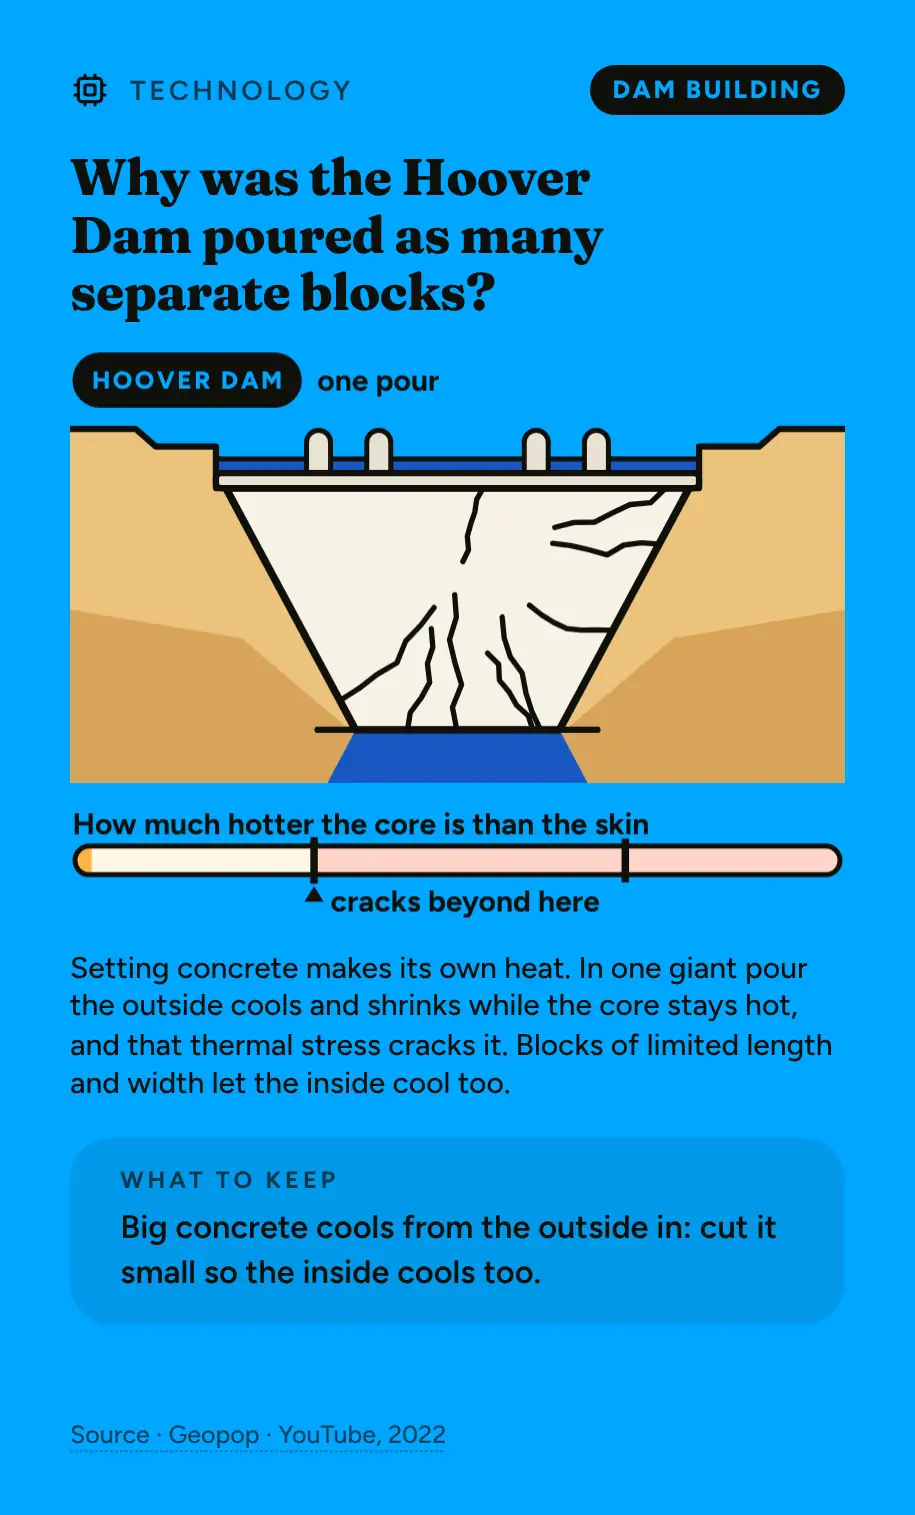 TECHNOLOGY
DAM BUILDING
Why was the Hoover
Dam poured as many
separate blocks?
HOOVER DAM one pour
How much hotter the core is than the skin
cracks beyond here
Setting concrete makes its own heat. In one giant pour
the outside cools and shrinks while the core stays hot,
and that thermal stress cracks it. Blocks of limited length
and width let the inside cool too.
WHAT TO KEEP
Big concrete cools from the outside in: cut it
small so the inside cools too.
Source · Geopop · YouTube, 2022